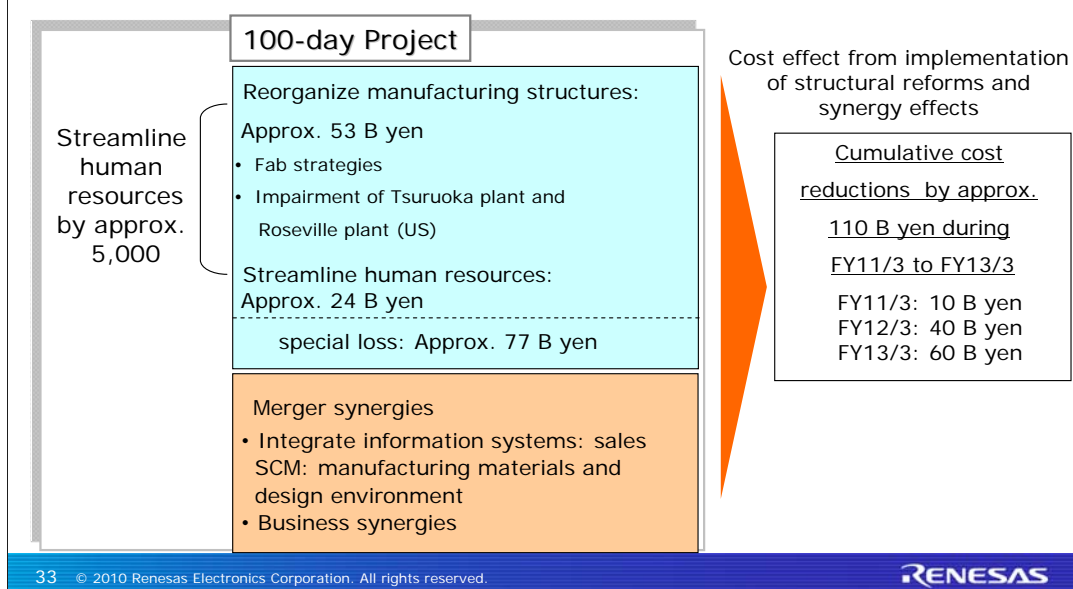 100-day Project
Streamline
human
resources
by approx.
5,000
Reorganize manufacturing structures:
Approx. 53 B yen
• Fab strategies
• Impairment of Tsuruoka plant and
Roseville plant (US)
Streamline human resources:
Approx. 24 B yen
special loss: Approx. 77 B yen
Merger synergies
• Integrate information systems: sales
SCM: manufacturing materials and
design environment
• Business synergies
Cost effect from implementation
of structural reforms and
synergy effects
Cumulative cost
reductions by approx.
110 B yen during
FY11/3 to FY13/3
FY11/3: 10 B yen
FY12/3: 40 B yen
FY13/3: 60 B yen
33 © 2010 Renesas Electronics Corporation. All rights reserved.
RENESAS